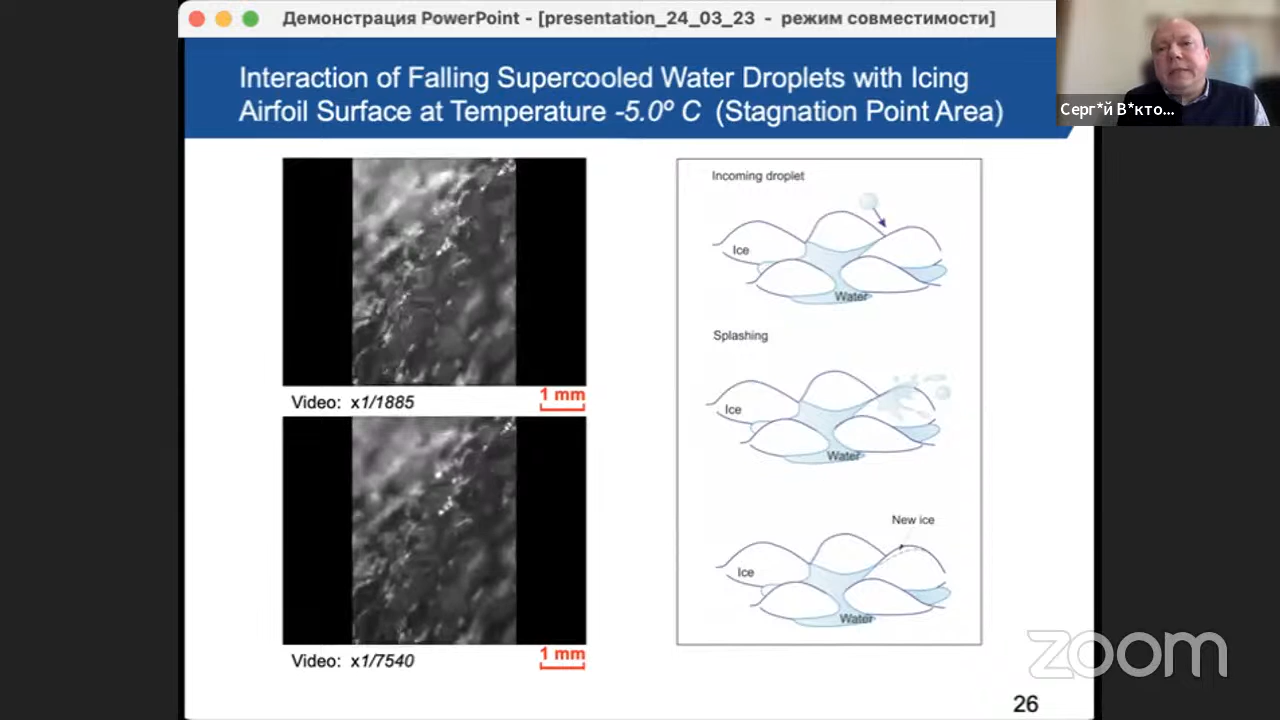 Демонстрация PowerPoint - [presentation_24_03_23 - режим совместимости]
Серг*й В*кто...
Interaction of Falling Supercooled Water Droplets with Icing
Airfoil Surface at Temperature -5.0º C (Stagnation Point Area)
Video: x1/1885
1 mm
Video: x1/7540
1 mm
Incoming droplet
Ice
Water
Splashing
Ice
Water
New ice
Ice
Water
zoom
26